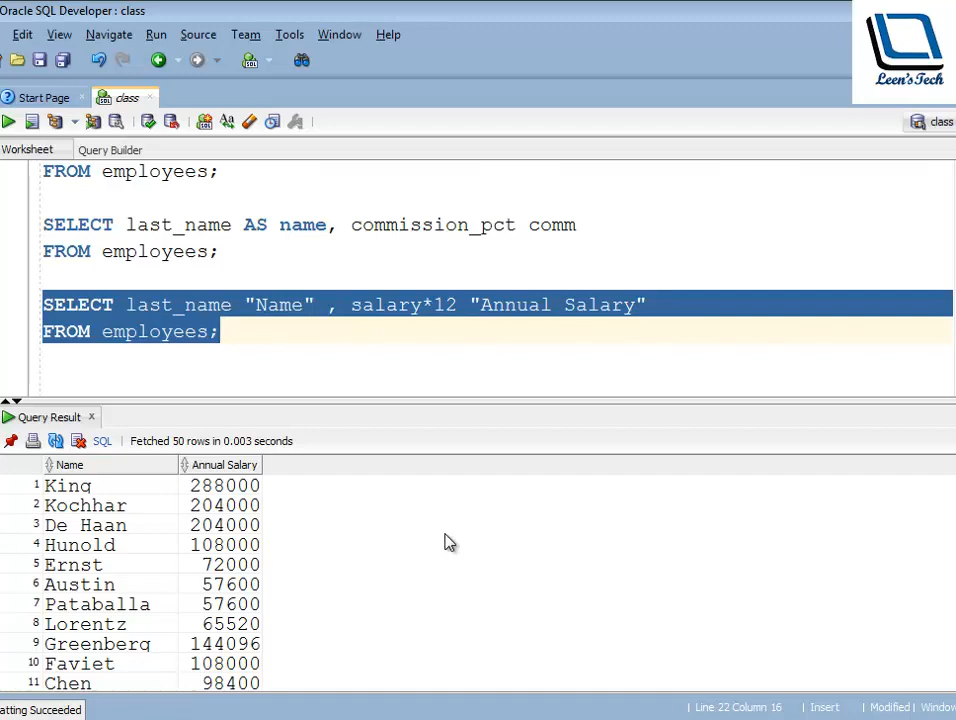 Oracle SQL Developer : class
Edit View Navigate Run Source Team Tools Window Help
Leen'sTech
Start Page class
class
Worksheet Query Builder
FROM employees;
SELECT last_name AS name, commission_pct comm
FROM employees;
SELECT last_name "Name" , salary*12 "Annual Salary"
FROM employees;
Query Result
SQL Fetched 50 rows in 0.003 seconds
Name Annual Salary
1 King 288000
2 Kochhar 204000
3 De Haan 204000
4 Hunold 108000
5 Ernst 72000
6 Austin 57600
7 Pataballa 57600
8 Lorentz 65520
9 Greenberg 144096
10 Faviet 108000
11 Chen 98400
atting Succeeded
Line 22 Column 16 Insert Modified Window